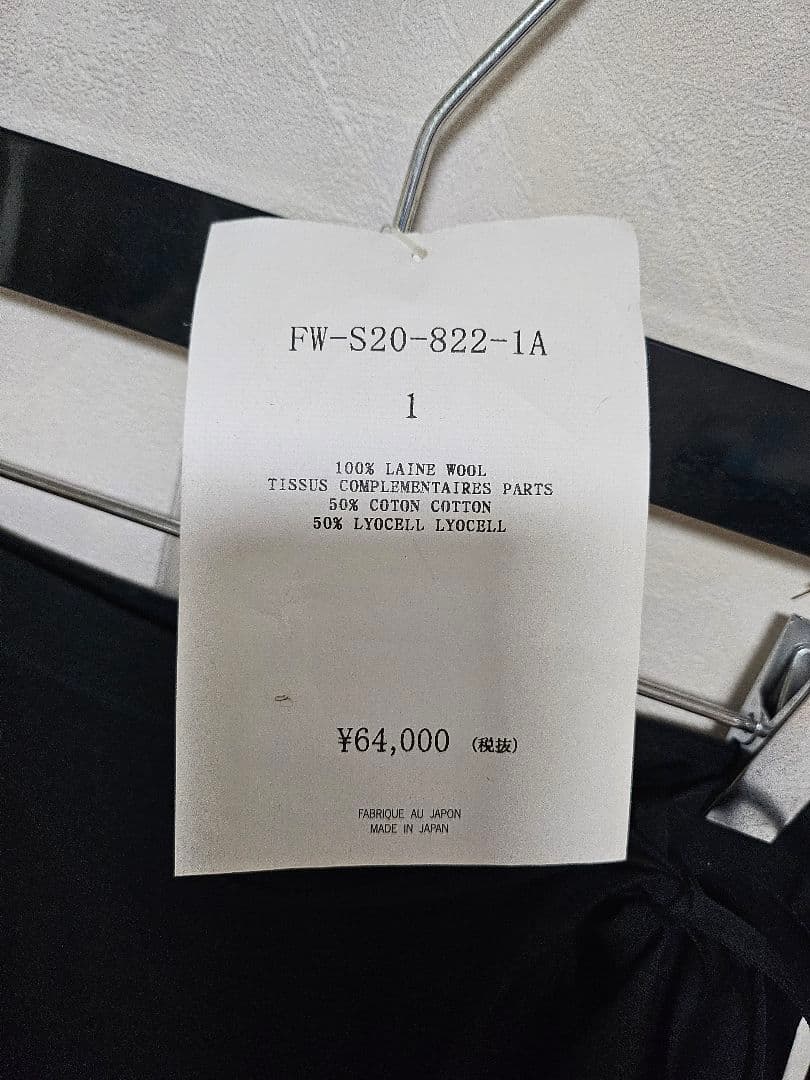 FW-S20-822-1A
1
100% LAINE WOOL
TISSUS COMPLEMENTAIRES PARTS
50% COTON COTTON
50% LYOCELL LYOCELL
¥64,000 (税抜)
FABRIQUE AU JAPON
MADE IN JAPAN